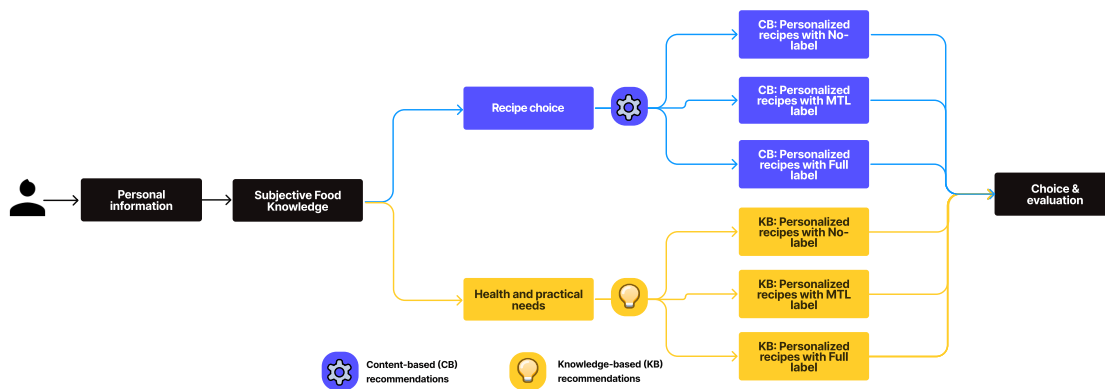 Personal
information
Subjective Food
Knowledge
Recipe choice
CB: Personalized
recipes with No-
label
CB: Personalized
recipes with MTL
label
CB: Personalized
recipes with Full
label
Health and practical
needs
KB: Personalized
recipes with No-
label
KB: Personalized
recipes with MTL
label
KB: Personalized
recipes with Full
label
Choice &
evaluation
Content-based (CB)
recommendations
Knowledge-based (KB)
recommendations